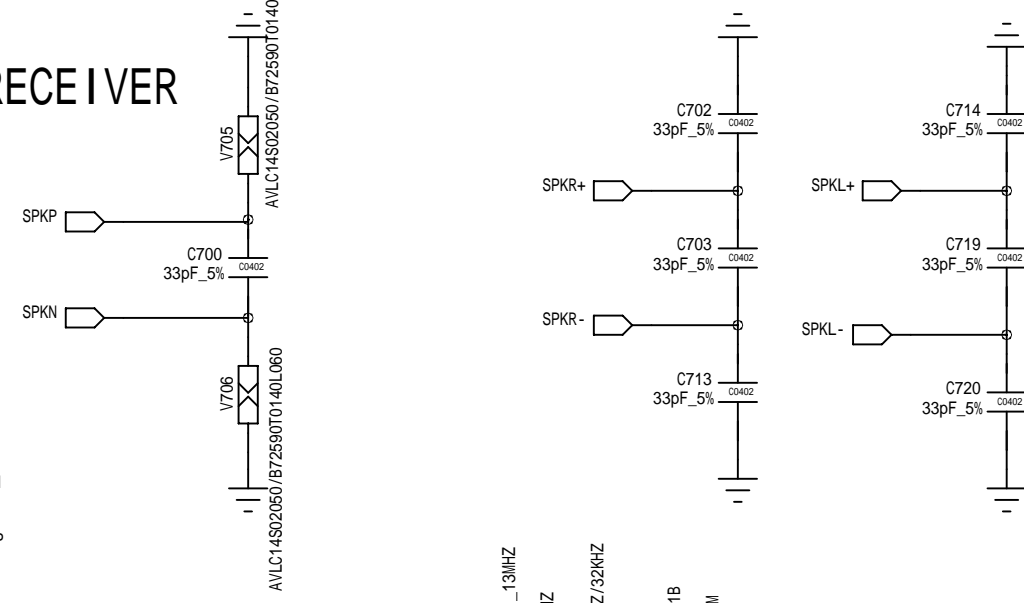 RECEIVER
V705
AVLC14S02050/B72590T0140
SPKP
C700
33pF_5%
C0402
SPKN
V706
AVLC14S02050/B72590T0140L060
C702
33pF_5%
C0402
SPKR+
C703
33pF_5%
C0402
SPKR-
C713
33pF_5%
C0402
C714
33pF_5%
C0402
SPKL+
C719
33pF_5%
C0402
SPKL-
C720
33pF_5%
C0402
_13MHZ
Z/32KHZ